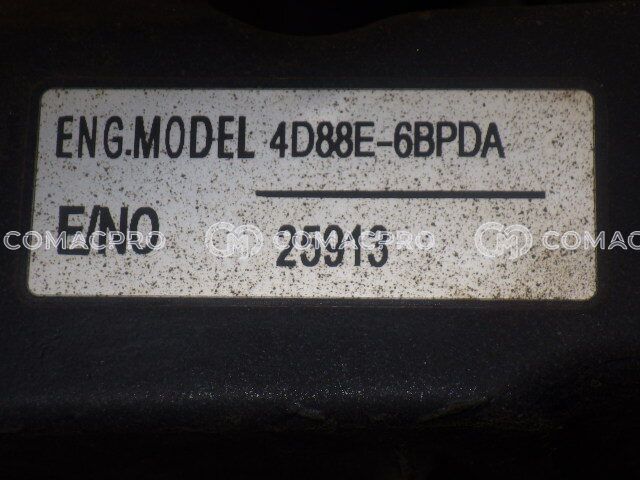 ENG.MODEL 4D88E-6BPDA
E/NO 25913
COMACPRO COMACPRO COMACPRO